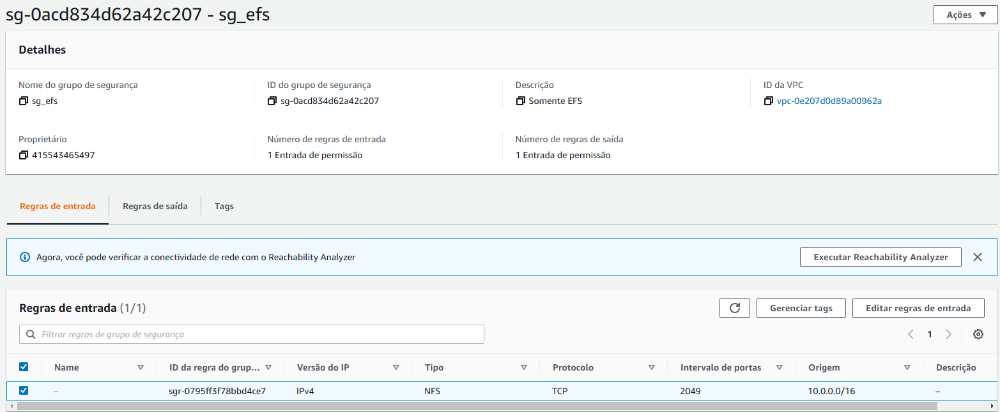 sg-0acd834d62a42c207 - sg_efs
Ações
Detalhes
Nome do grupo de segurança
sg_efs
ID do grupo de segurança
sg-0acd834d62a42c207
Descrição
Somente EFS
ID da VPC
vpc-0e207d0d89a00962a
Proprietário
415543465497
Número de regras de entrada
1 Entrada de permissão
Número de regras de saída
1 Entrada de permissão
Regras de entrada
Regras de saída
Tags
Agora, você pode verificar a conectividade de rede com o Reachability Analyzer
Executar Reachability Analyzer
Regras de entrada (1/1)
Gerenciar tags
Editar regras de entrada
Filtrar regras de grupo de segurança
1
Name ID da regra do grup... Versão do IP Tipo Protocolo Intervalo de portas Origem Descrição
– sgr-0795ff3f78bbd4ce7 IPv4 NFS TCP 2049 10.0.0.0/16 –